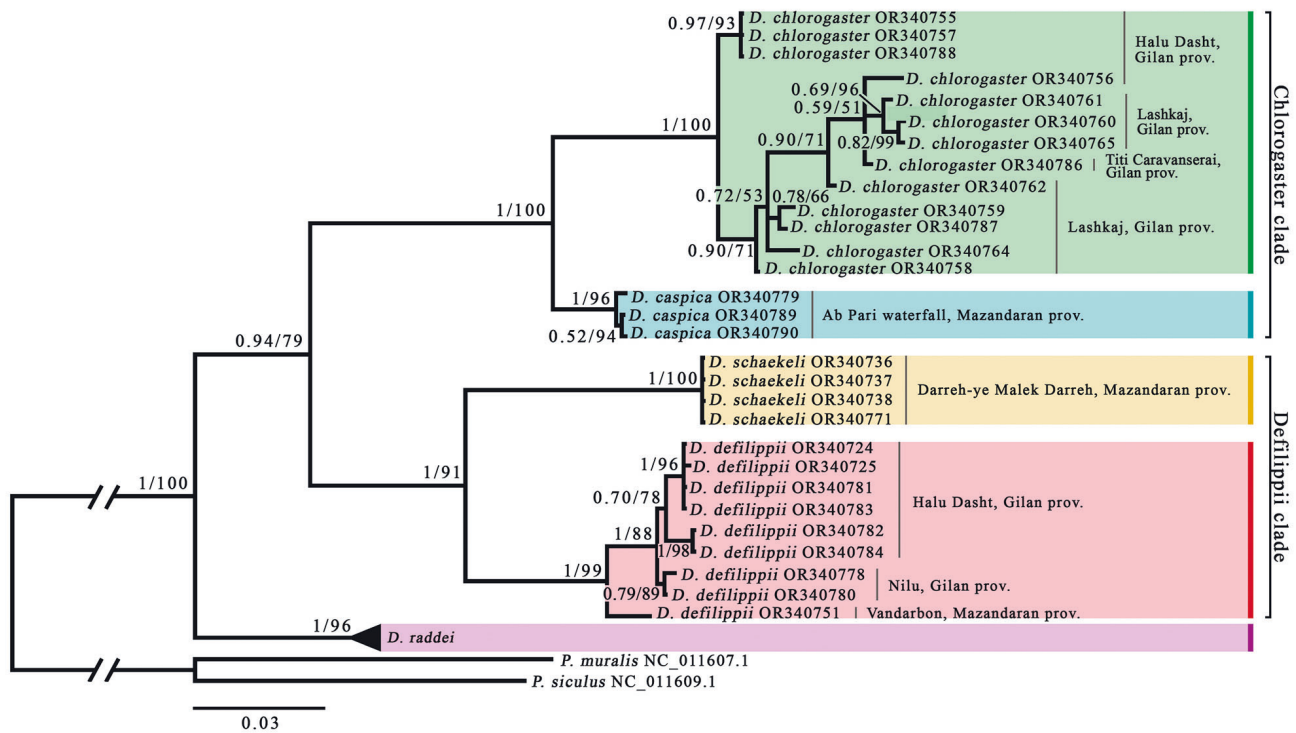 0.97/93
D. chlorogaster OR340755
D. chlorogaster OR340757
D. chlorogaster OR340788
Halu Dasht,
Gilan prov.
D. chlorogaster OR340756
0.69/96
0.59/51
D. chlorogaster OR340761
D. chlorogaster OR340760
D. chlorogaster OR340765
Lashkaj,
Gilan prov.
1/100
0.90/71
0.82/99
D. chlorogaster OR340786
Titi Caravanserai,
Gilan prov.
D. chlorogaster OR340762
0.72/53
0.78/66
D. chlorogaster OR340759
D. chlorogaster OR340787
Lashkaj, Gilan prov.
1/100
0.90/71
D. chlorogaster OR340764
D. chlorogaster OR340758
Chlorogaster clade
1/96
D. caspica OR340779
D. caspica OR340789
D. caspica OR340790
0.52/94
Ab Pari waterfall, Mazandaran prov.
0.94/79
1/100
D. schaekeli OR340736
D. schaekeli OR340737
D. schaekeli OR340738
D. schaekeli OR340771
Darreh-ye Malek Darreh, Mazandaran prov.
1/91
D. defilippii OR340724
1/96
D. defilippii OR340725
D. defilippii OR340781
0.70/78
D. defilippii OR340783
D. defilippii OR340782
1/88
1/98
D. defilippii OR340784
Halu Dasht, Gilan prov.
1/100
1/99
D. defilippii OR340778
0.79/89
D. defilippii OR340780
Nilu, Gilan prov.
D. defilippii OR340751
Vandarbon, Mazandaran prov.
Defilippii clade
1/96
D. raddei
P. muralis NC_011607.1
P. siculus NC_011609.1
0.03